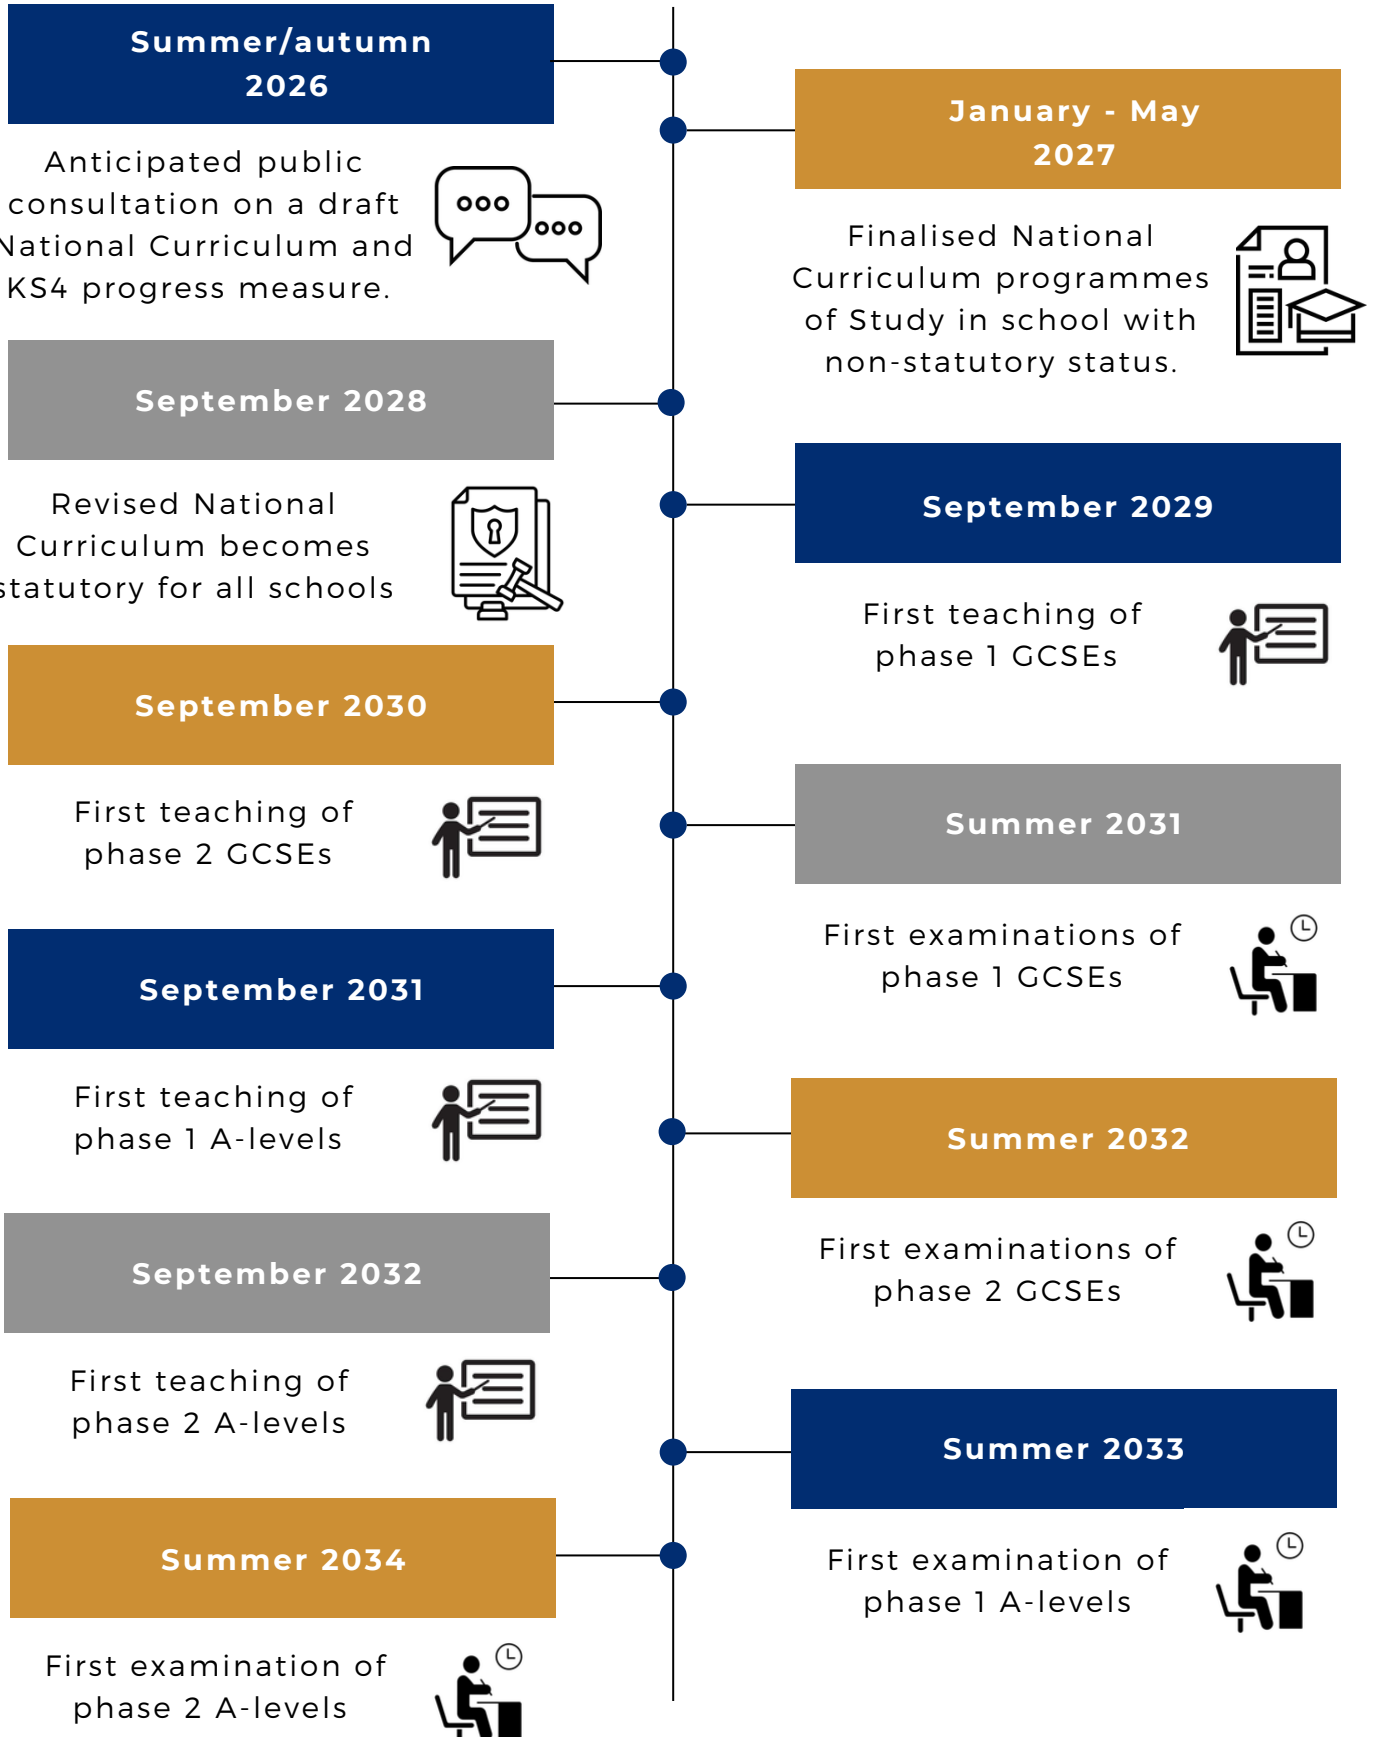 Summer/autumn
2026
Anticipated public
consultation on a draft
National Curriculum and
KS4 progress measure.
January - May
2027
Finalised National
Curriculum programmes
of Study in school with
non-statutory status.
September 2028
Revised National
Curriculum becomes
statutory for all schools
September 2029
First teaching of
phase 1 GCSEs
September 2030
First teaching of
phase 2 GCSEs
Summer 2031
First examinations of
phase 1 GCSEs
September 2031
First teaching of
phase 1 A-levels
Summer 2032
First examinations of
phase 2 GCSEs
September 2032
First teaching of
phase 2 A-levels
Summer 2033
First examination of
phase 1 A-levels
Summer 2034
First examination of
phase 2 A-levels